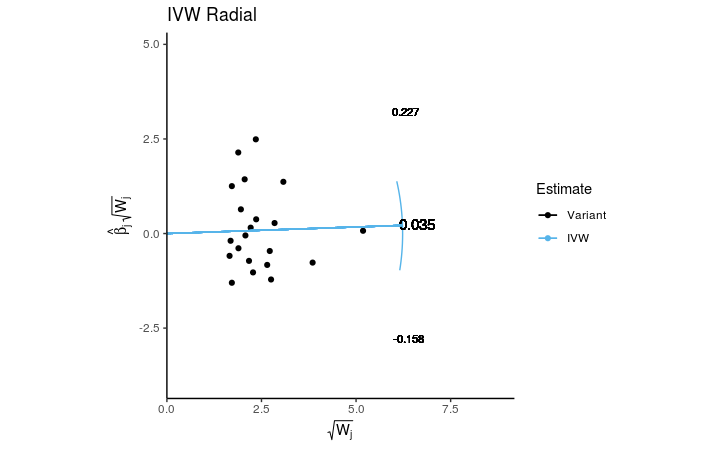 IVW Radial
5.0
2.5
0.0
-2.5
β̂j√Wj
0.227
0.035
-0.158
0.0 2.5 5.0 7.5
√Wj
Estimate
Variant
IVW